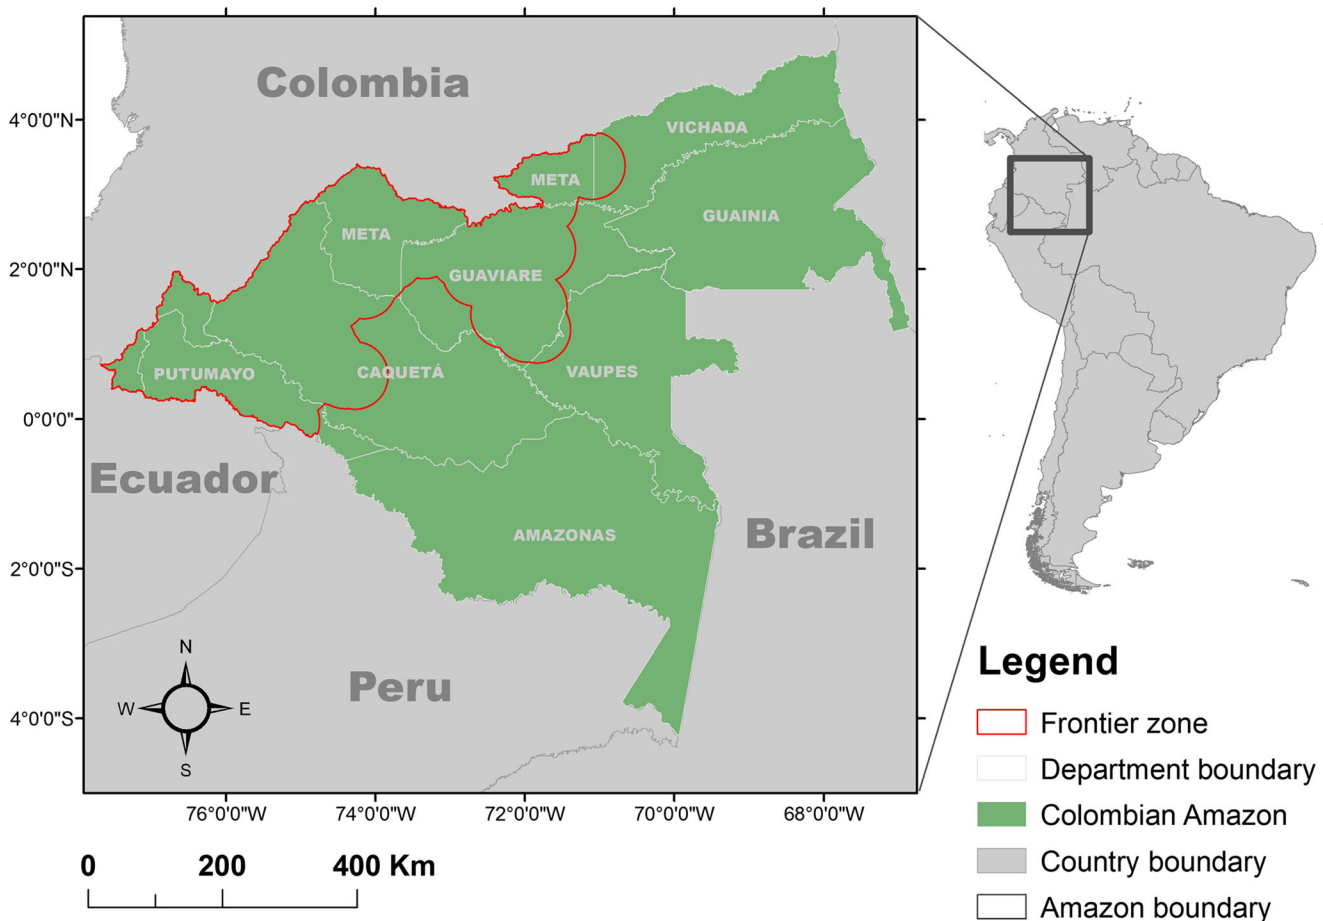 Colombia
4°0'0"N
VICHADA
META
GUAINIA
META
2°0'0"N
GUAVIARE
PUTUMAYO
CAQUETÁ
VAUPES
0°0'0"
Ecuador
AMAZONAS
Brazil
2°0'0"S
N
W
E
S
Peru
4°0'0"S
76°0'0"W
74°0'0"W
72°0'0"W
70°0'0"W
68°0'0"W
0
200
400 Km
Legend
Frontier zone
Department boundary
Colombian Amazon
Country boundary
Amazon boundary